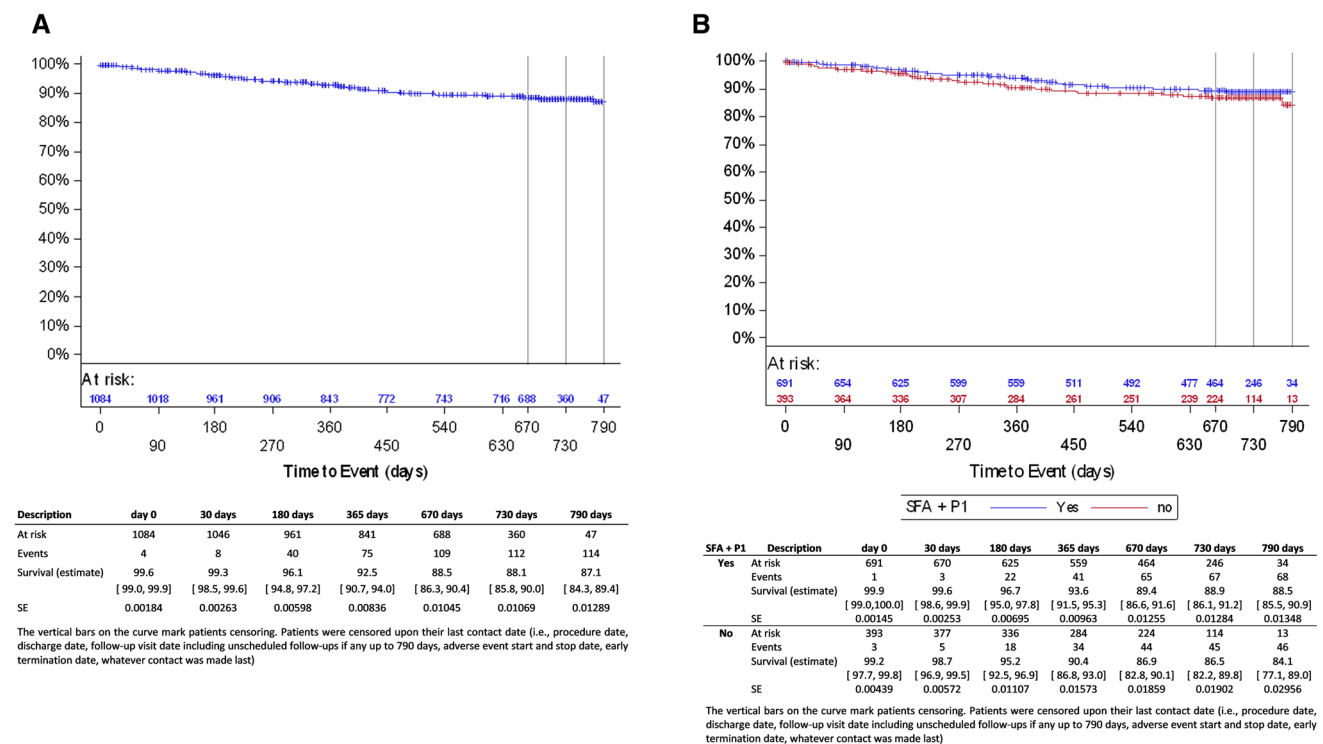 A
100%
90%
80%
70%
60%
50%
40%
30%
20%
10%
0%
At risk:
1084 1018 961 906 843 772 743 716 688 360 47
0 180 360 540 670 790
90 270 450 630 730
Time to Event (days)
Description day 0 30 days 180 days 365 days 670 days 730 days 790 days
At risk 1084 1046 961 841 688 360 47
Events 4 8 40 75 109 112 114
Survival (estimate) 99.6 99.3 96.1 92.5 88.5 88.1 87.1
[ 99.0, 99.9] [ 98.5, 99.6] [ 94.8, 97.2] [ 90.7, 94.0] [ 86.3, 90.4] [ 85.8, 90.0] [ 84.3, 89.4]
SE 0.00184 0.00263 0.00598 0.00836 0.01045 0.01069 0.01289
The vertical bars on the curve mark patients censoring. Patients were censored upon their last contact date (i.e., procedure date,
discharge date, follow-up visit date including unscheduled follow-ups if any up to 790 days, adverse event start and stop date, early
termination date, whatever contact was made last)
B
100%
90%
80%
70%
60%
50%
40%
30%
20%
10%
0%
At risk:
691 654 625 599 559 511 492 477 464 246 34
393 364 336 307 284 261 251 239 224 114 13
0 180 360 540 670 790
90 270 450 630 730
Time to Event (days)
SFA + P1 Yes no
SFA + P1 Description day 0 30 days 180 days 365 days 670 days 730 days 790 days
Yes At risk 691 670 625 559 464 246 34
Events 1 3 22 41 65 67 68
Survival (estimate) 99.9 99.6 96.7 93.6 89.4 88.9 88.5
[ 99.0,100.0] [ 98.6, 99.9] [ 95.0, 97.8] [ 91.5, 95.3] [ 86.6, 91.6] [ 86.1, 91.2] [ 85.5, 90.9]
SE 0.00145 0.00253 0.00695 0.00963 0.01255 0.01284 0.01348
No At risk 393 377 336 284 224 114 13
Events 3 5 18 34 44 45 46
Survival (estimate) 99.2 98.7 95.2 90.4 86.9 86.5 84.1
[ 97.7, 99.8] [ 96.9, 99.5] [ 92.5, 96.9] [ 86.8, 93.0] [ 82.8, 90.1] [ 82.2, 89.8] [ 77.1, 89.0]
SE 0.00439 0.00572 0.01107 0.01573 0.01859 0.01902 0.02956
The vertical bars on the curve mark patients censoring. Patients were censored upon their last contact date (i.e., procedure date,
discharge date, follow-up visit date including unscheduled follow-ups if any up to 790 days, adverse event start and stop date, early
termination date, whatever contact was made last)